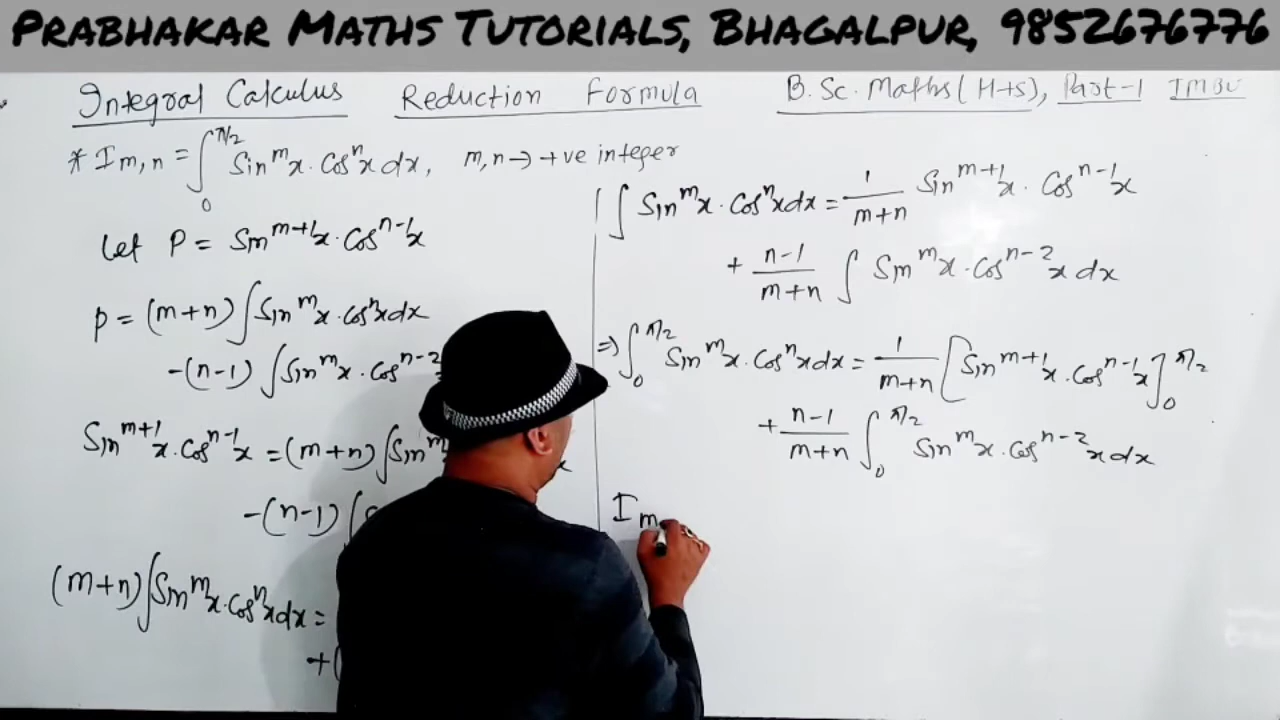 PRABHAKAR MATHS TUTORIALS, BHAGALPUR, 9852676776
Integral Calculus Reduction Formula B.Sc. Maths (H+S), Part-1
* I m,n = ∫₀^π/2 Sin^m x · Cos^n x dx, m,n → +ve integer
Let P = Sin^m+1 x · Cos^n-1 x
P = (m+n) ∫ Sin^m x · Cos^n x dx
-(n-1) ∫ Sin^m x · Cos^n-2
Sin^m+1 x · Cos^n-1 x = (m+n) ∫ Sin^m
-(n-1) ∫
(m+n) ∫ Sin^m x · Cos^n x dx =
+(
∫ Sin^m x · Cos^n x dx = 1/m+n Sin^m+1 x · Cos^n-1 x
+ n-1/m+n ∫ Sin^m x · Cos^n-2 x dx
⇒ ∫₀^π/2 Sin^m x · Cos^n x dx = 1/m+n [Sin^m+1 x · Cos^n-1 x]₀^π/2
+ n-1/m+n ∫₀^π/2 Sin^m x · Cos^n-2 x dx
I m